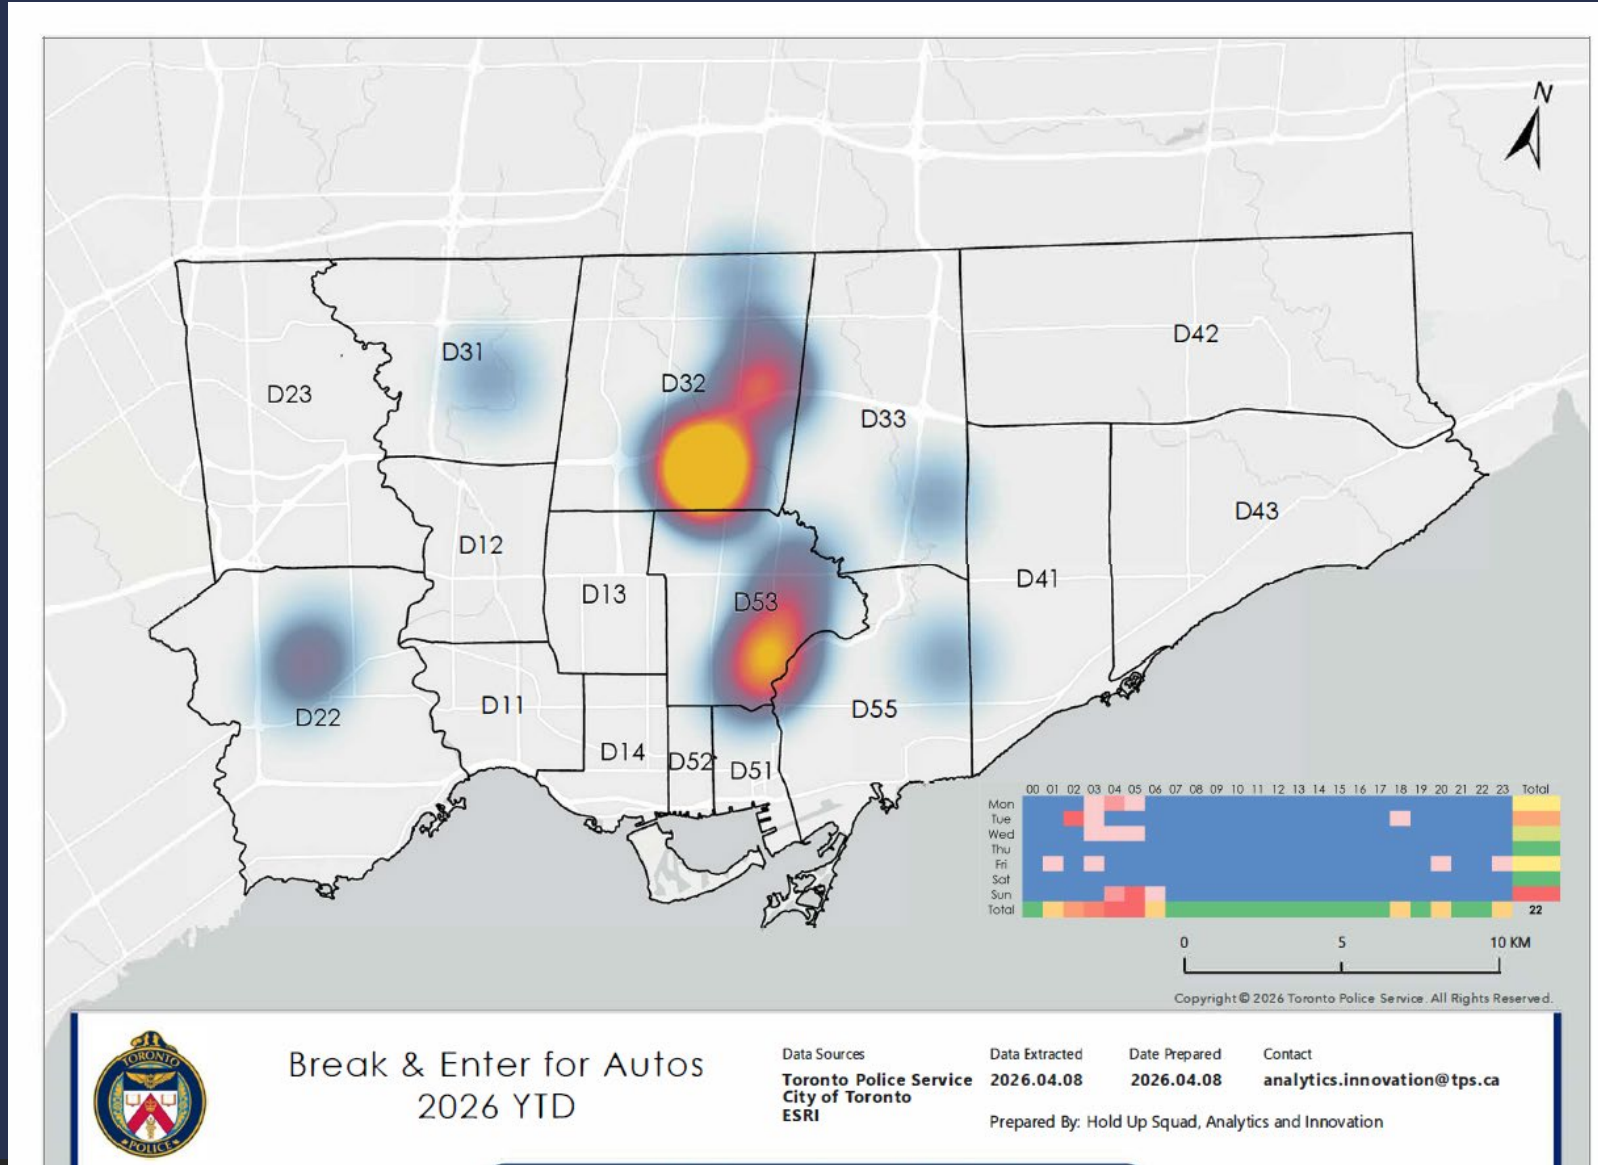 N
D31
D32
D42
D23
D33
D43
D12
D41
D13
D53
D11
D55
D22
D14
D52
D51
00 01 02 03 04 05 06 07 08 09 10 11 12 13 14 15 16 17 18 19 20 21 22 23 Total
Mon
Tue
Wed
Thu
Fri
Sat
Sun
Total 22
0 5 10 KM
Copyright © 2026 Toronto Police Service. All Rights Reserved.
TORONTO
POLICE
Break & Enter for Autos
2026 YTD
Data Sources
Toronto Police Service
City of Toronto
ESRI
Data Extracted
2026.04.08
Date Prepared
2026.04.08
Contact
analytics.innovation@tps.ca
Prepared By: Hold Up Squad, Analytics and Innovation